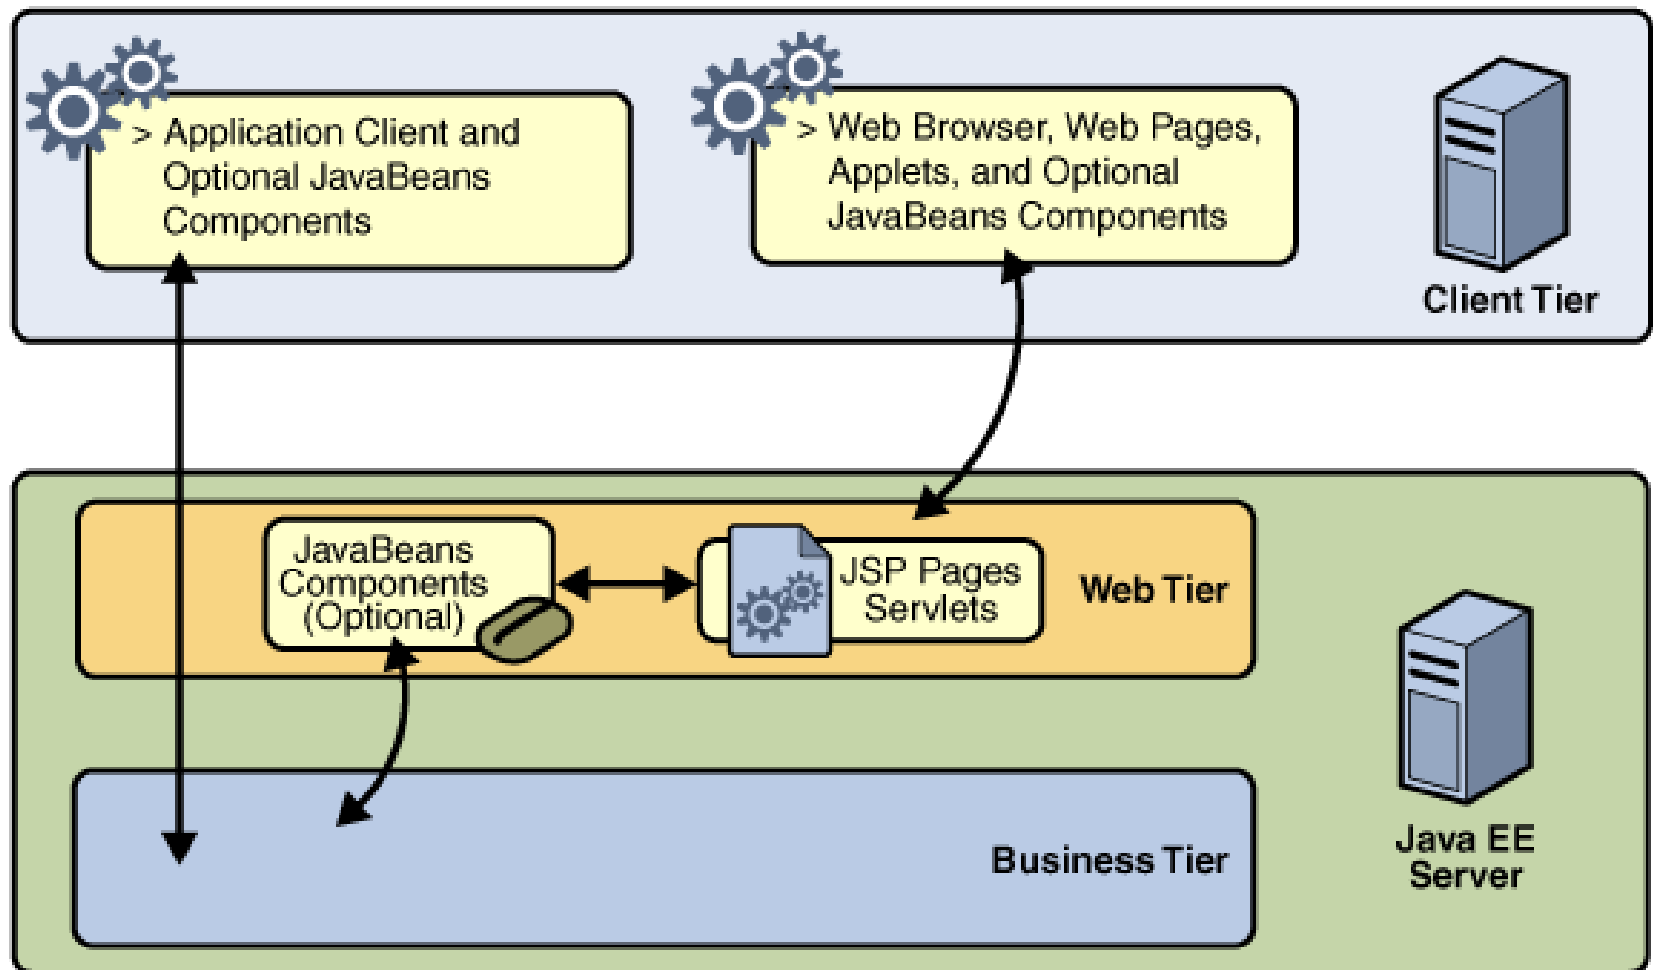 > Application Client and
Optional JavaBeans
Components
> Web Browser, Web Pages,
Applets, and Optional
JavaBeans Components
Client Tier
JavaBeans
Components
(Optional)
JSP Pages
Servlets
Web Tier
Business Tier
Java EE
Server